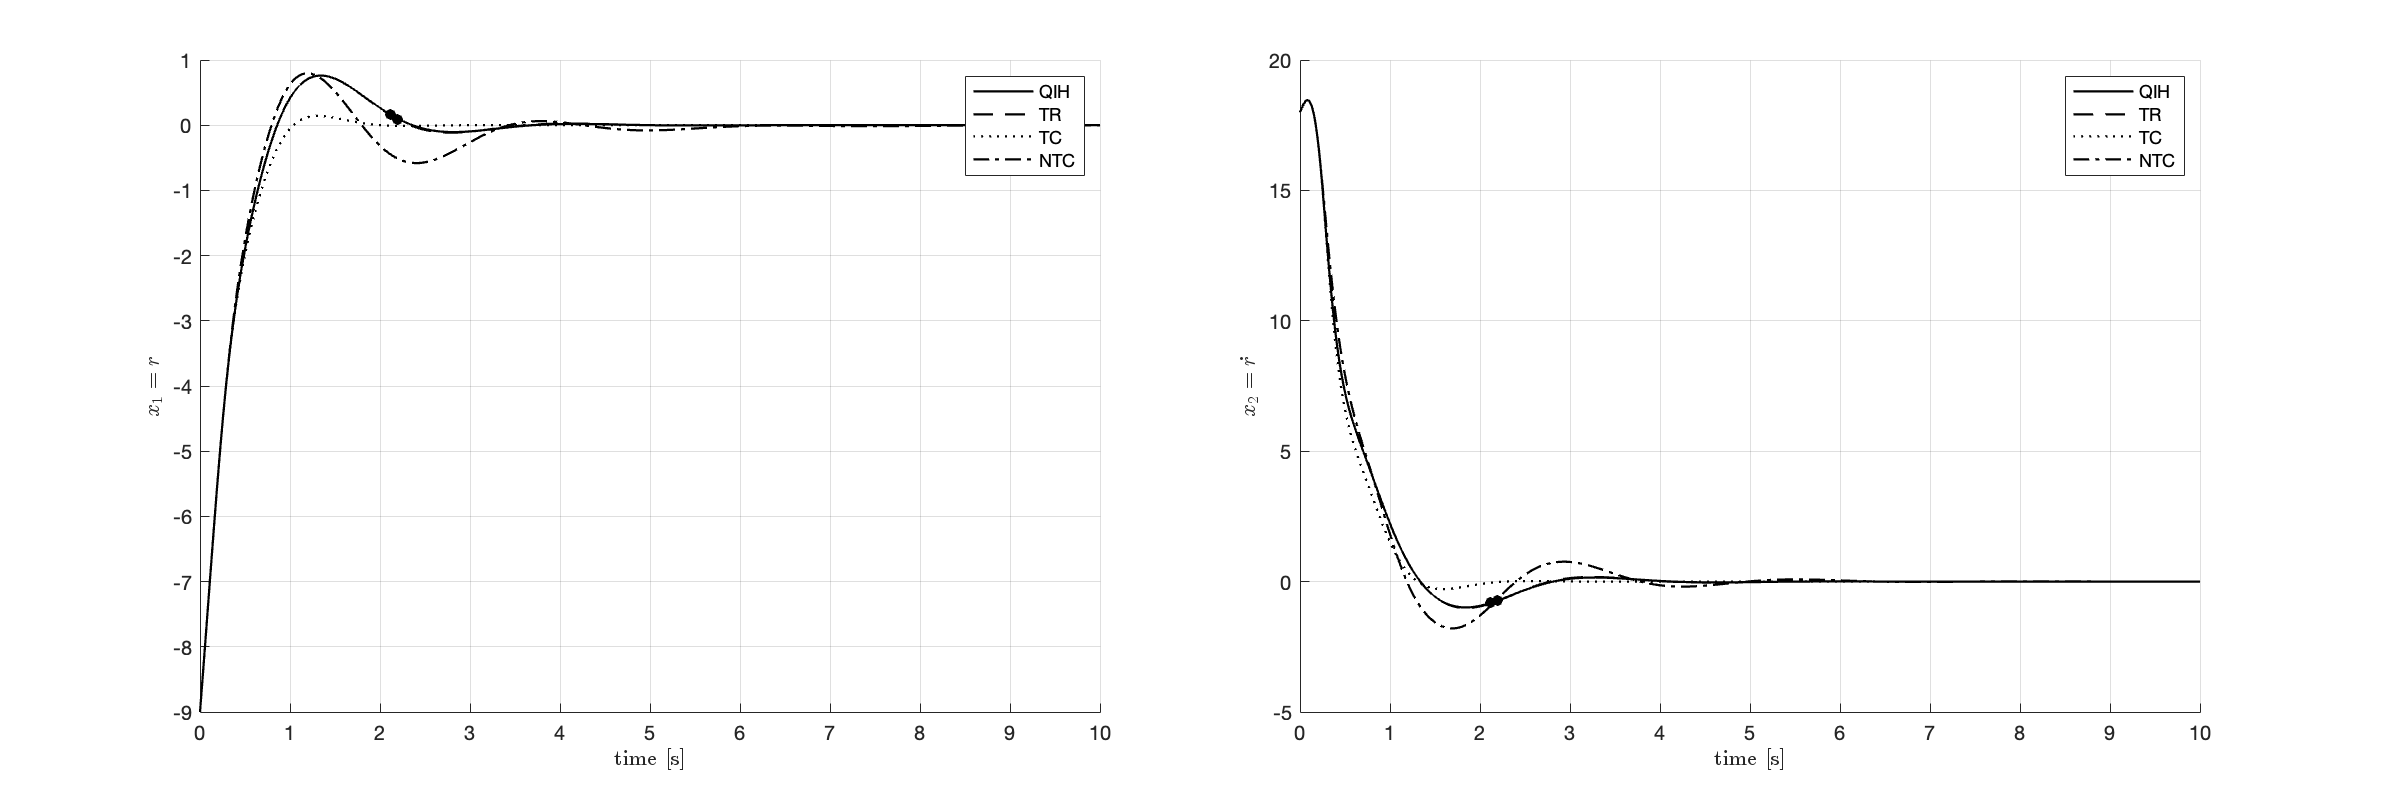 1
0
-1
-2
-3
-4
-5
-6
-7
-8
-9
x₁ = r
0 1 2 3 4 5 6 7 8 9 10
time [s]
QIH
TR
TC
NTC
20
15
10
5
0
-5
x₂ = ṙ
0 1 2 3 4 5 6 7 8 9 10
time [s]
QIH
TR
TC
NTC